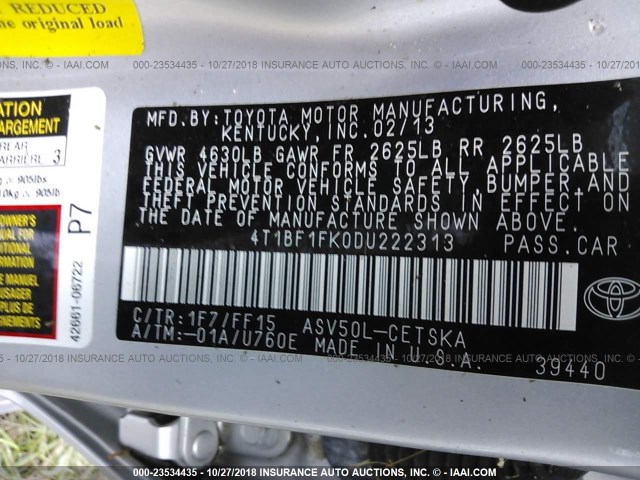 REDUCED
the original load
000-23534435 - 10/27/2018 INSURANCE AUTO AUCTIONS, INC. - © IAAI.COM
MFD.BY:TOYOTA MOTOR MANUFACTURING,
KENTUCKY,INC.02/13
GVWR 4630LB GAWR FR 2625LB RR 2625LB
THIS VEHICLE CONFORMS TO ALL APPLICABLE
FEDERAL MOTOR VEHICLE SAFETY,BUMPER,AND
THEFT PREVENTION STANDARDS IN EFFECT ON
THE DATE OF MANUFACTURE SHOWN ABOVE.
4T1BF1FK0DU222313 PASS.CAR
C/TR:1F7/FF15 ASV50L-CETSKA
A/TM:-01A/U760E MADE IN U.S.A.
39440
REAR
3
P7
42661-06722
000-23534435 - 10/27/2018 INSURANCE AUTO AUCTIONS, INC. - © IAAI.COM
000-23534435 - 10/27/2018 INSURANCE AUTO AUCTIONS, INC. - © IAAI.COM